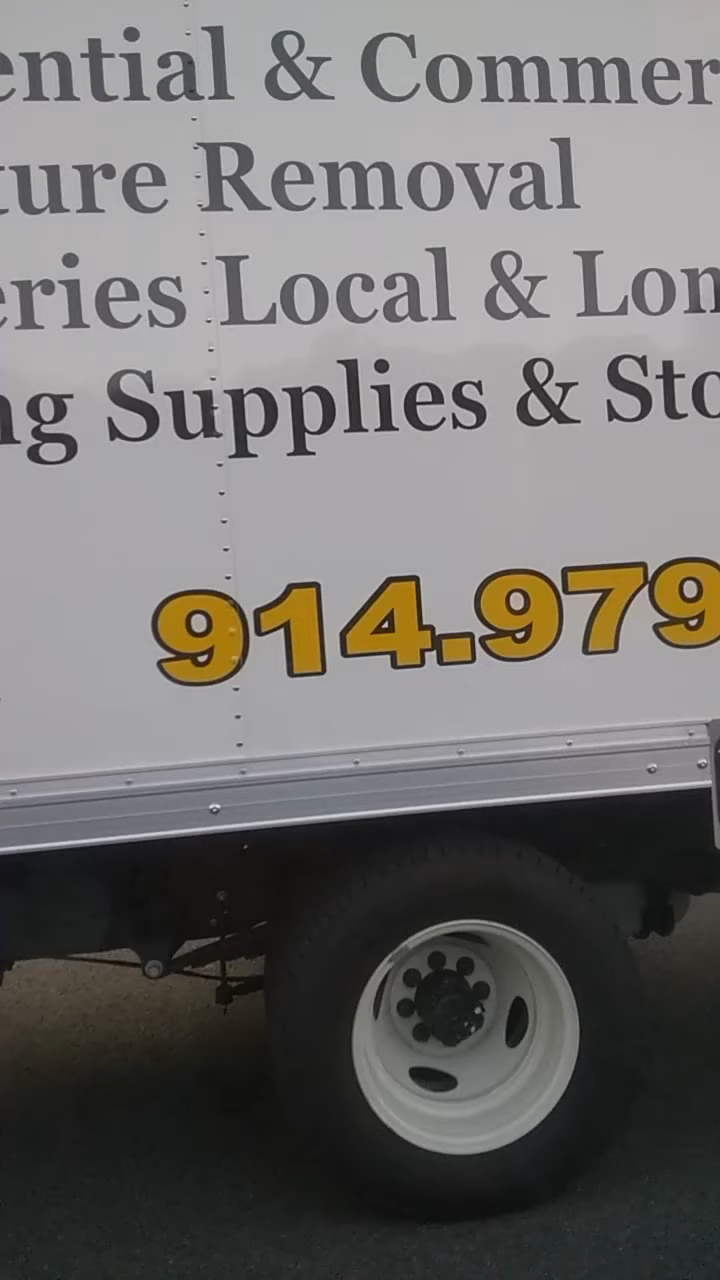 ential & Commer
ture Removal
eries Local & Lon
ng Supplies & Sto
914.979